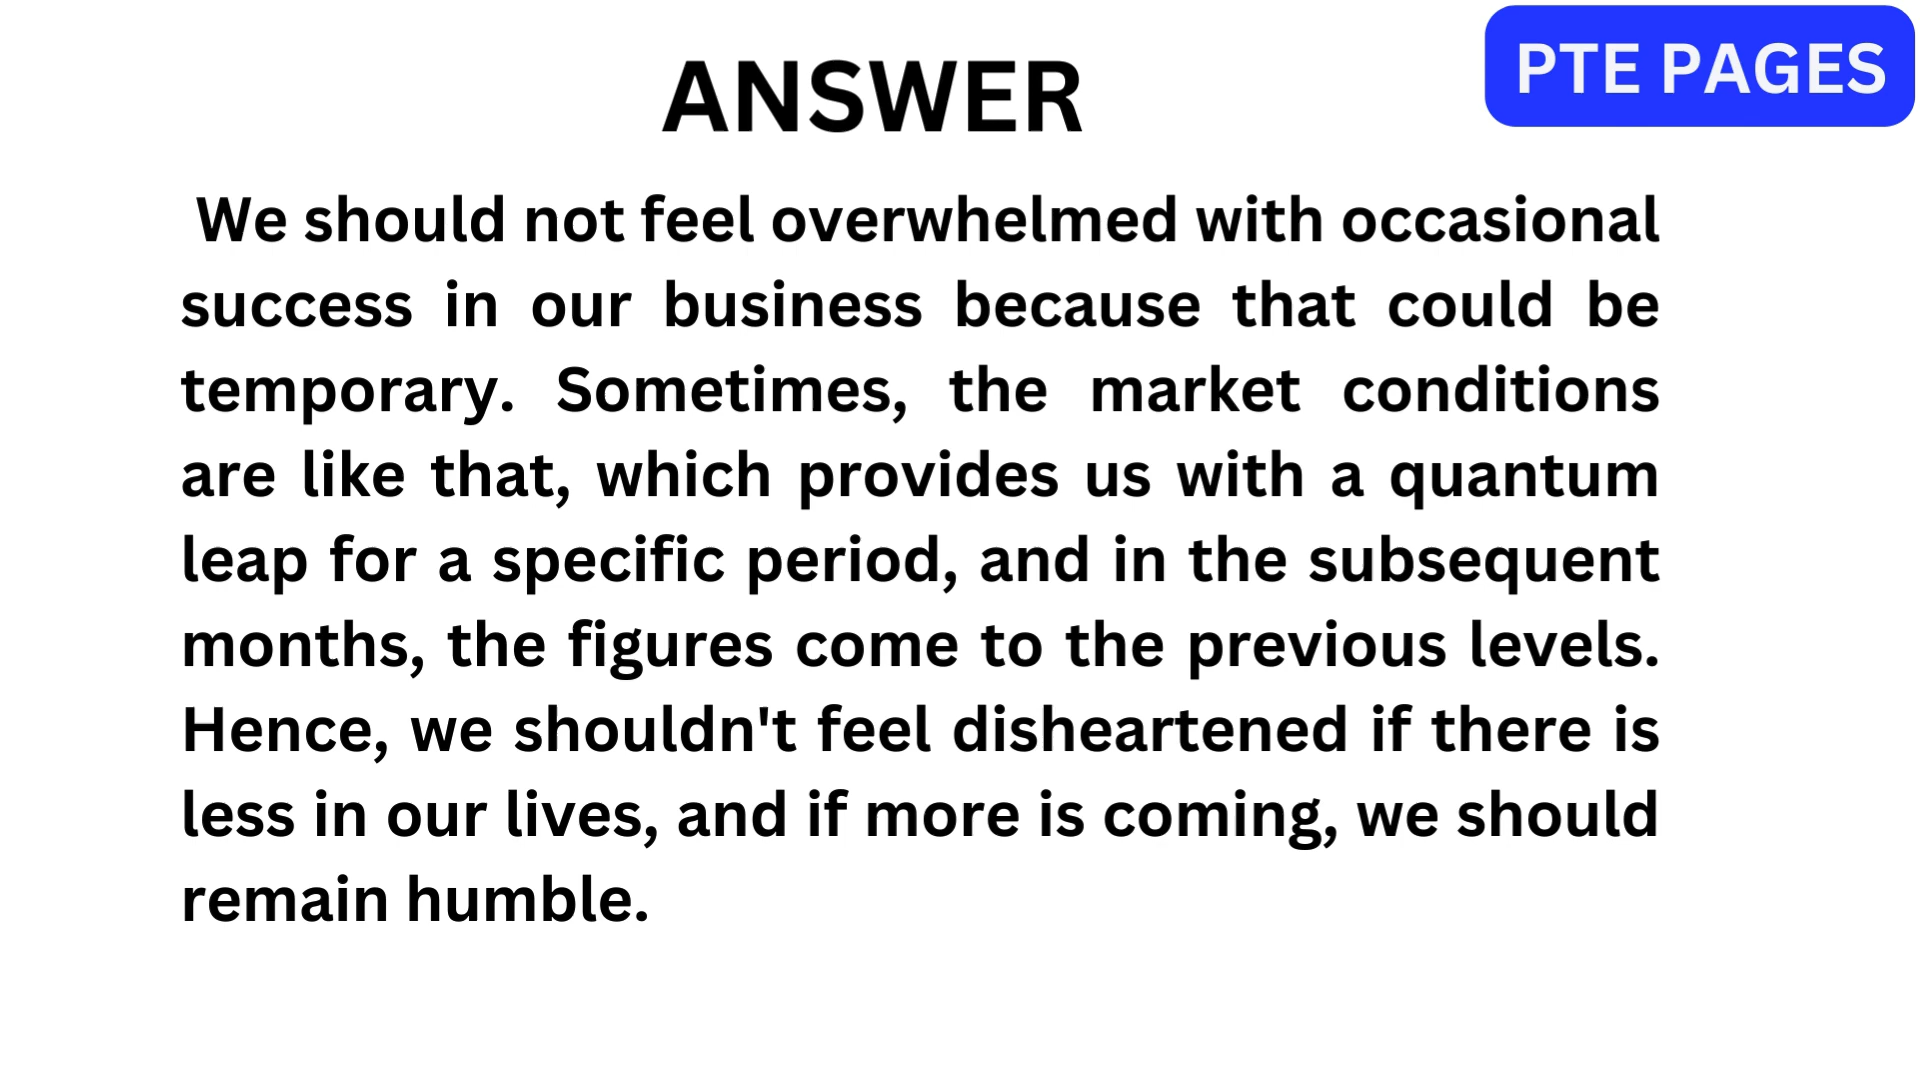 PTE PAGES
ANSWER
We should not feel overwhelmed with occasional
success in our business because that could be
temporary. Sometimes, the market conditions
are like that, which provides us with a quantum
leap for a specific period, and in the subsequent
months, the figures come to the previous levels.
Hence, we shouldn't feel disheartened if there is
less in our lives, and if more is coming, we should
remain humble.